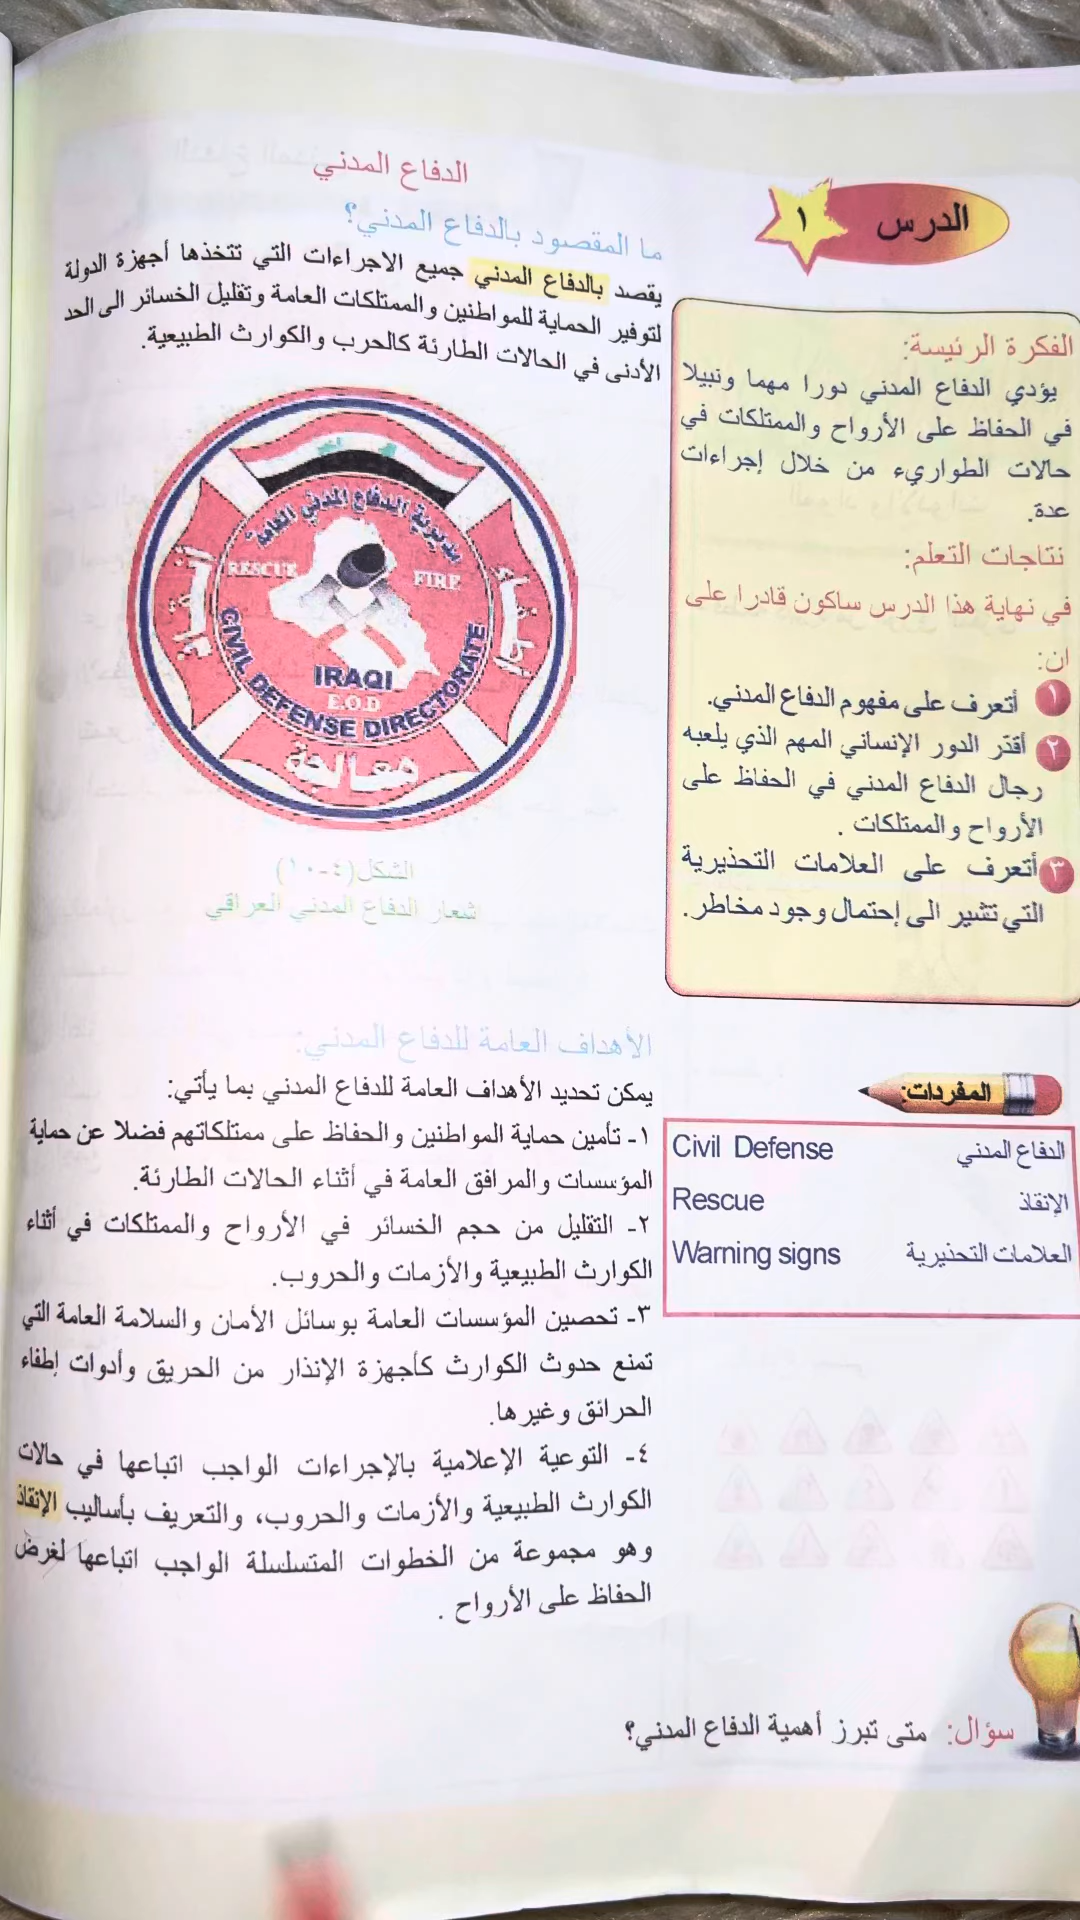 الدرس ١
الدفاع المدني
ما المقصود بالدفاع المدني؟
يقصد بالدفاع المدني جميع الاجراءات التي تتخذها أجهزة الدولة
لتوفير الحماية للمواطنين والممتلكات العامة وتقليل الخسائر الى الحد
الأدنى في الحالات الطارئة كالحرب والكوارث الطبيعية.
مديرية الدفاع المدني العامة
RESCUE
FIRE
إنقاذ
إطفاء
IRAQI
E.O.D
CIVIL DEFENSE DIRECTORATE
معالجة
الشكل(٤-١٠)
شعار الدفاع المدني العراقي
الفكرة الرئيسة:
يؤدي الدفاع المدني دورا مهما ونبيلا
في الحفاظ على الأرواح والممتلكات في
حالات الطواريء من خلال إجراءات
عدة.
نتاجات التعلم:
في نهاية هذا الدرس ساكون قادرا على
ان:
١ أتعرف على مفهوم الدفاع المدني.
٢ أقدّر الدور الإنساني المهم الذي يلعبه
رجال الدفاع المدني في الحفاظ على
الأرواح والممتلكات .
٣ أتعرف على العلامات التحذيرية
التي تشير الى إحتمال وجود مخاطر.
المفردات:
الدفاع المدني Civil Defense
الإنقاذ Rescue
العلامات التحذيرية Warning signs
الأهداف العامة للدفاع المدني:
يمكن تحديد الأهداف العامة للدفاع المدني بما يأتي:
١- تأمين حماية المواطنين والحفاظ على ممتلكاتهم فضلا عن حماية
المؤسسات والمرافق العامة في أثناء الحالات الطارئة.
٢- التقليل من حجم الخسائر في الأرواح والممتلكات في أثناء
الكوارث الطبيعية والأزمات والحروب.
٣- تحصين المؤسسات العامة بوسائل الأمان والسلامة العامة التي
تمنع حدوث الكوارث كأجهزة الإنذار من الحريق وأدوات إطفاء
الحرائق وغيرها.
٤- التوعية الإعلامية بالإجراءات الواجب اتباعها في حالات
الكوارث الطبيعية والأزمات والحروب، والتعريف بأساليب الإنقاذ
وهو مجموعة من الخطوات المتسلسلة الواجب اتباعها لغرض
الحفاظ على الأرواح .
سؤال: متى تبرز أهمية الدفاع المدني؟